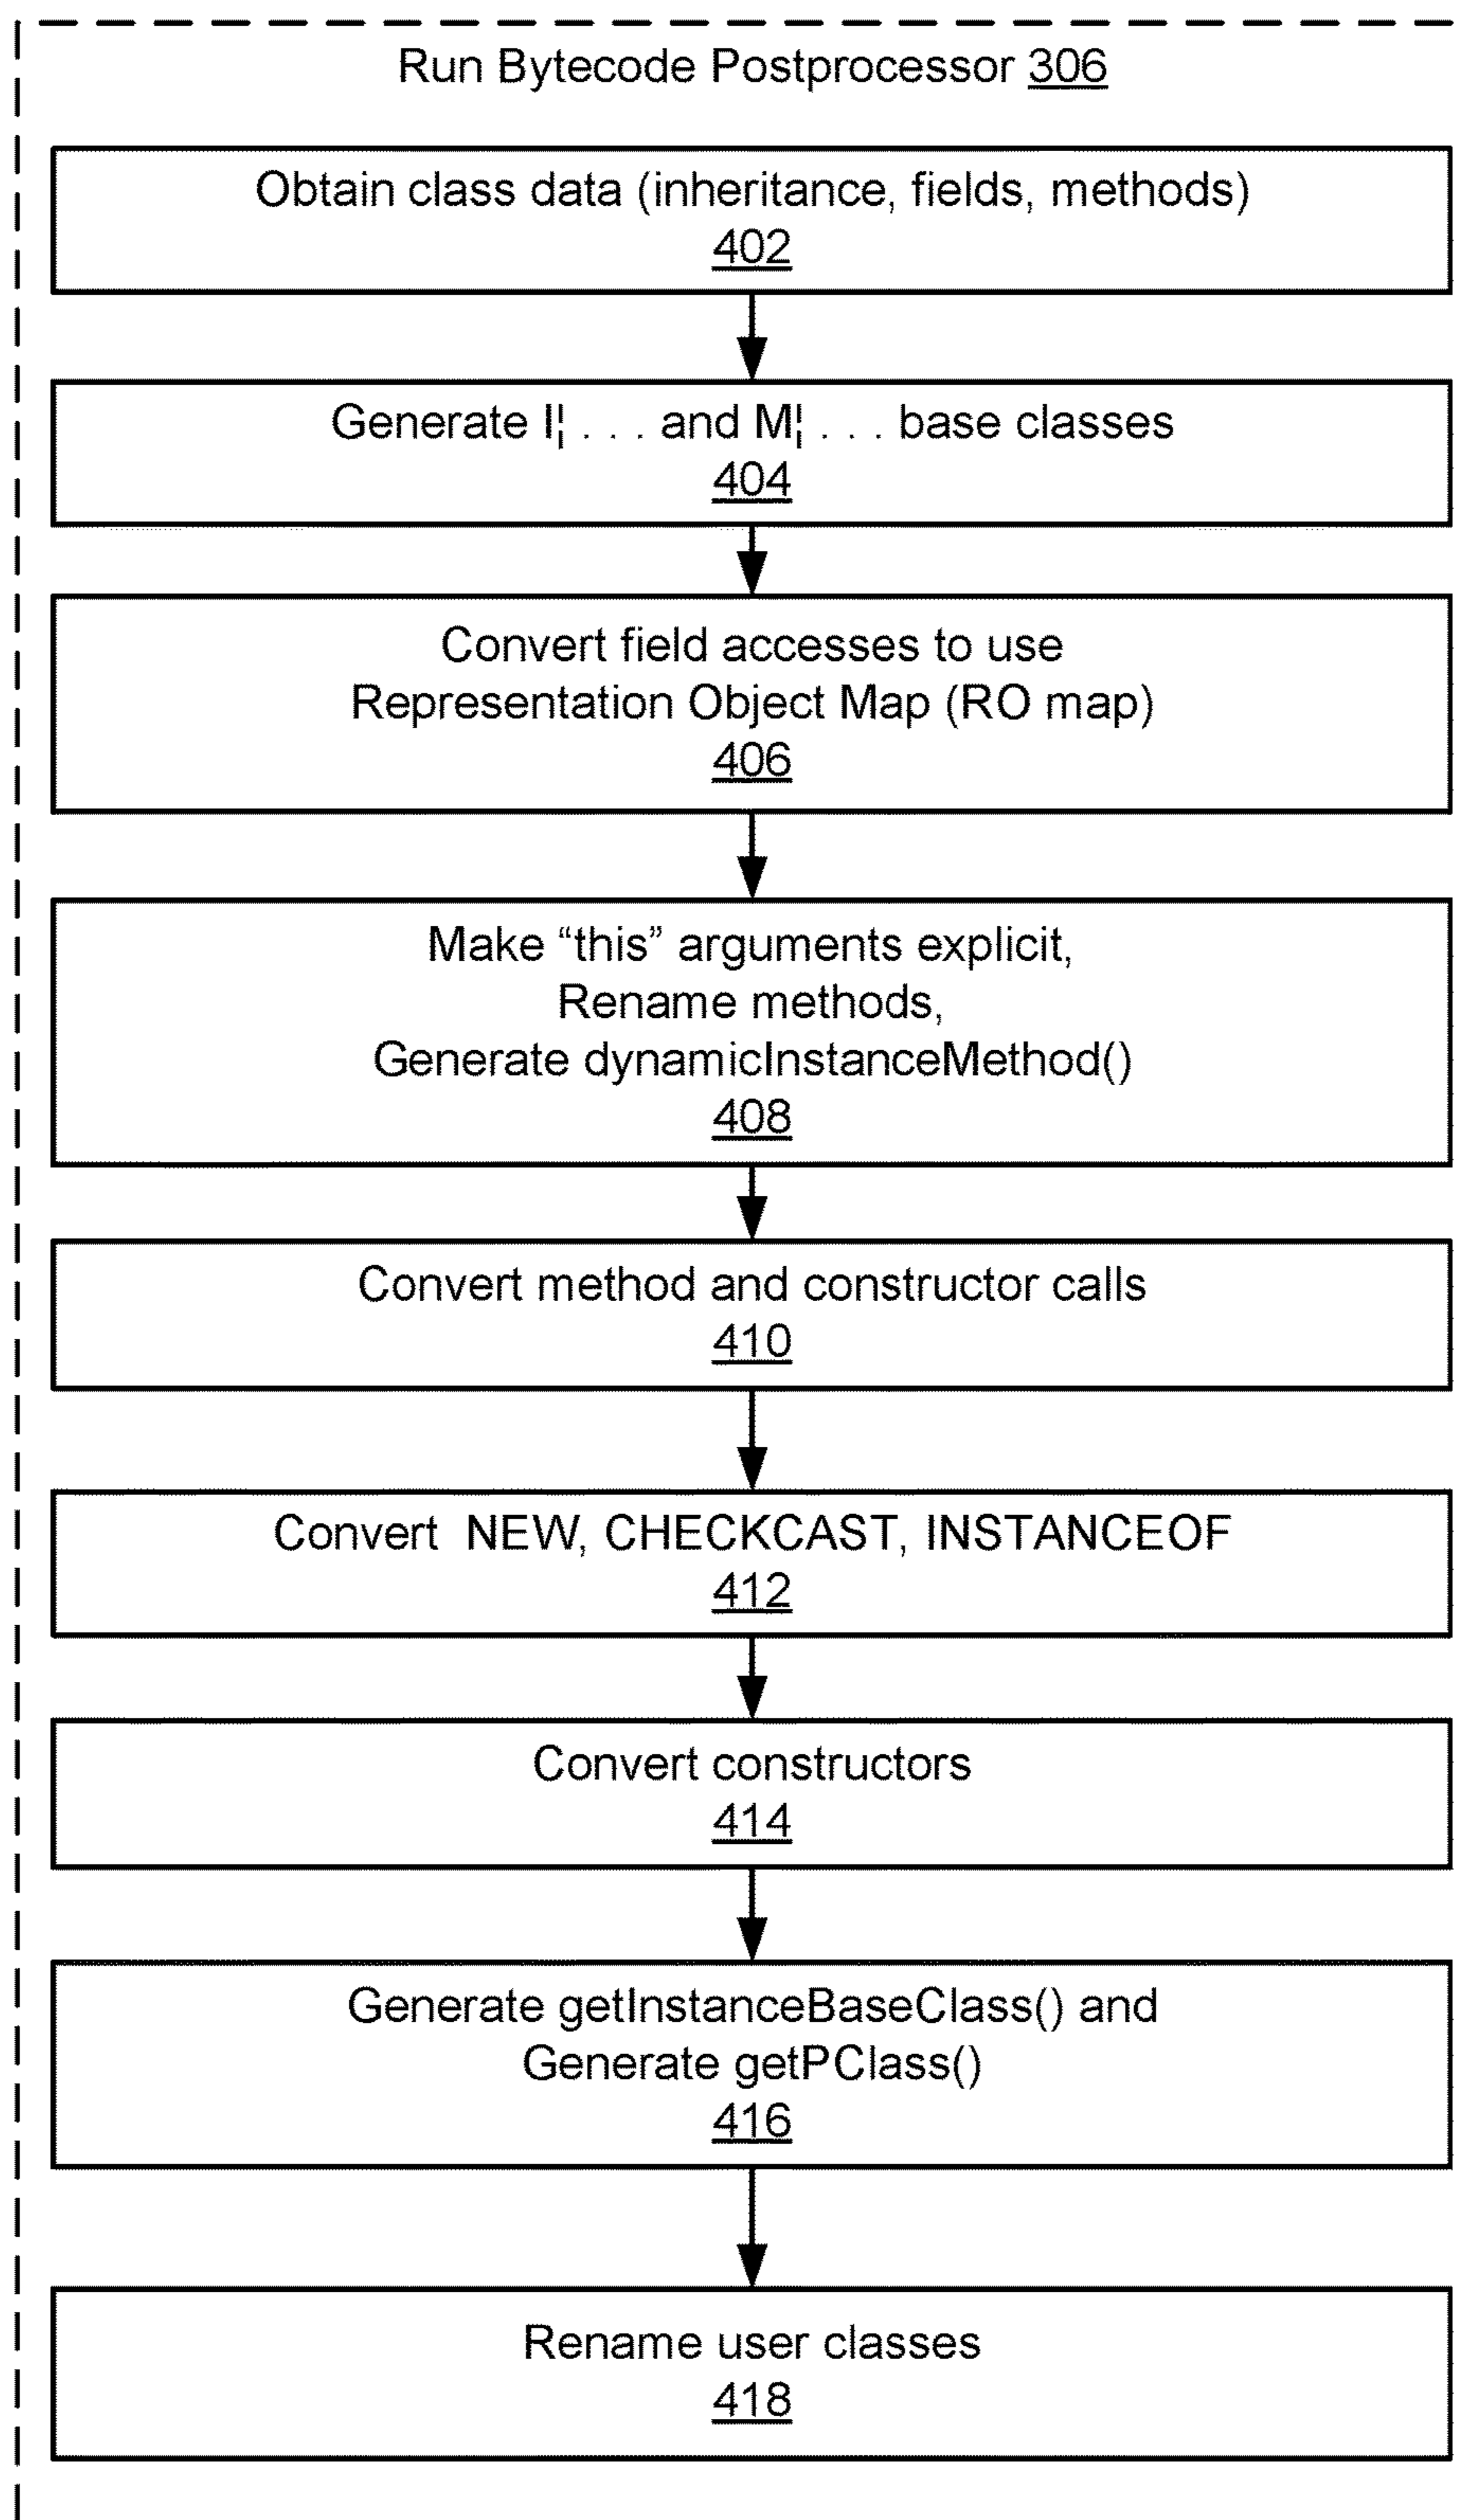 Run Bytecode Postprocessor 306
Obtain class data (inheritance, fields, methods)
402
Generate I¦ . . . and M¦ . . . base classes
404
Convert field accesses to use
Representation Object Map (RO map)
406
Make “this” arguments explicit,
Rename methods,
Generate dynamicInstanceMethod()
408
Convert method and constructor calls
410
Convert NEW, CHECKCAST, INSTANCEOF
412
Convert constructors
414
Generate getInstanceBaseClass() and
Generate getPClass()
416
Rename user classes
418